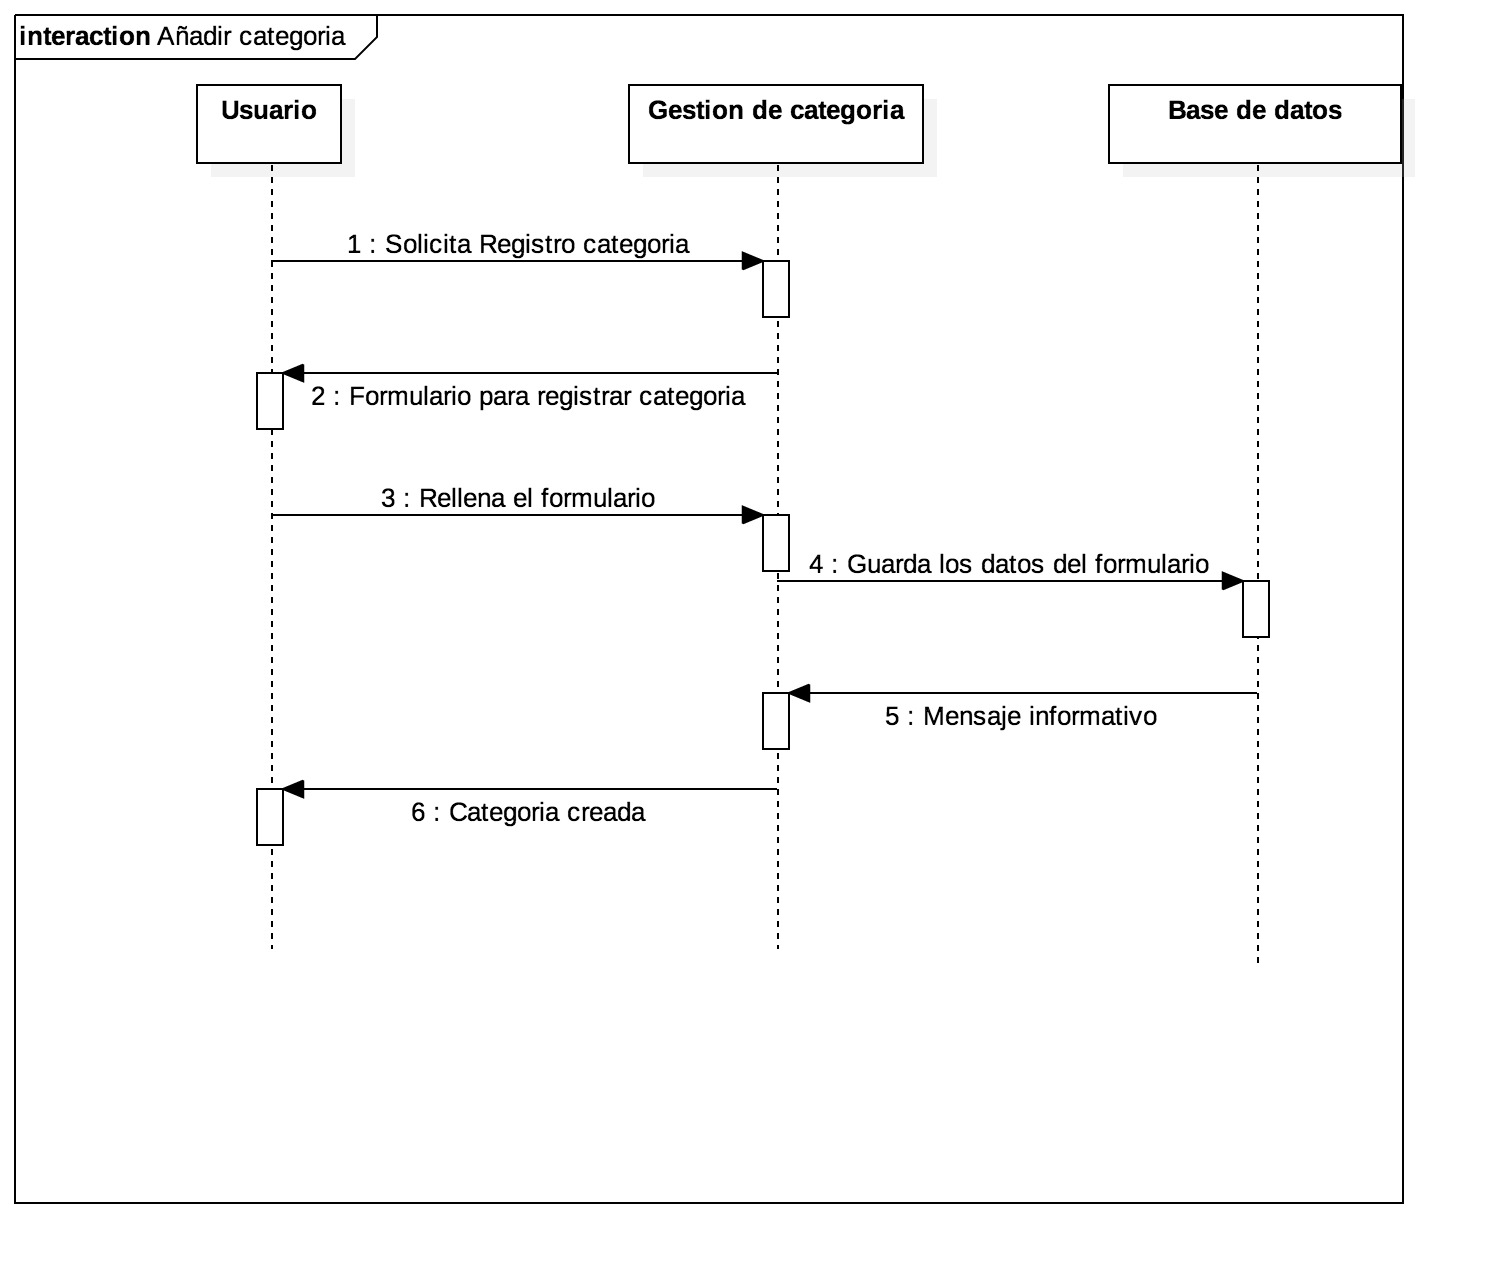 interaction Añadir categoria
Usuario
Gestion de categoria
Base de datos
1 : Solicita Registro categoria
2 : Formulario para registrar categoria
3 : Rellena el formulario
4 : Guarda los datos del formulario
5 : Mensaje informativo
6 : Categoria creada